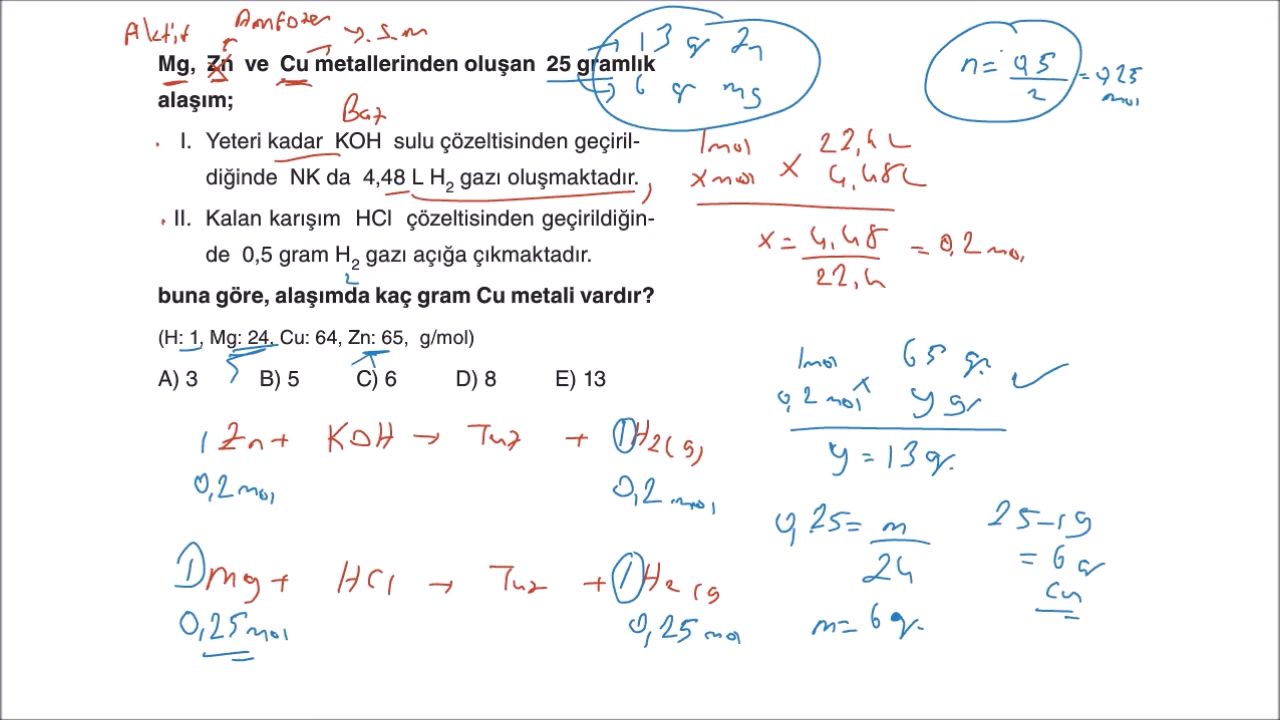 Aktif Amfoter → s.m
Mg, Zn ve Cu metallerinden oluşan 25 gramlık
alaşım;
Baz
I. Yeteri kadar KOH sulu çözeltisinden geçiril-
diğinde NK da 4,48 L H₂ gazı oluşmaktadır.
II. Kalan karışım HCl çözeltisinden geçirildiğin-
de 0,5 gram H₂ gazı açığa çıkmaktadır.
2
buna göre, alaşımda kaç gram Cu metali vardır?
(H: 1, Mg: 24, Cu: 64, Zn: 65, g/mol)
A) 3 B) 5 C) 6 D) 8 E) 13
→ 13 g Zn
→ 6 g mg
n = 0,5 / 2 = 0,25 mol
1mol × 22,4 L
x mol 4,48 L
x = 4,48 / 22,4 = 0,2 mol
1mol 65 gr.
0,2 mol × y gr
y = 13 gr.
1 Zn + KOH → Tuz + 1 H2(g)
0,2 mol 0,2 mol
0,25 = m / 24
m = 6 gr.
25-19
= 6 gr
Cu
1 mg + HCl → Tuz + 1 H2(g)
0,25 mol 0,25 mol